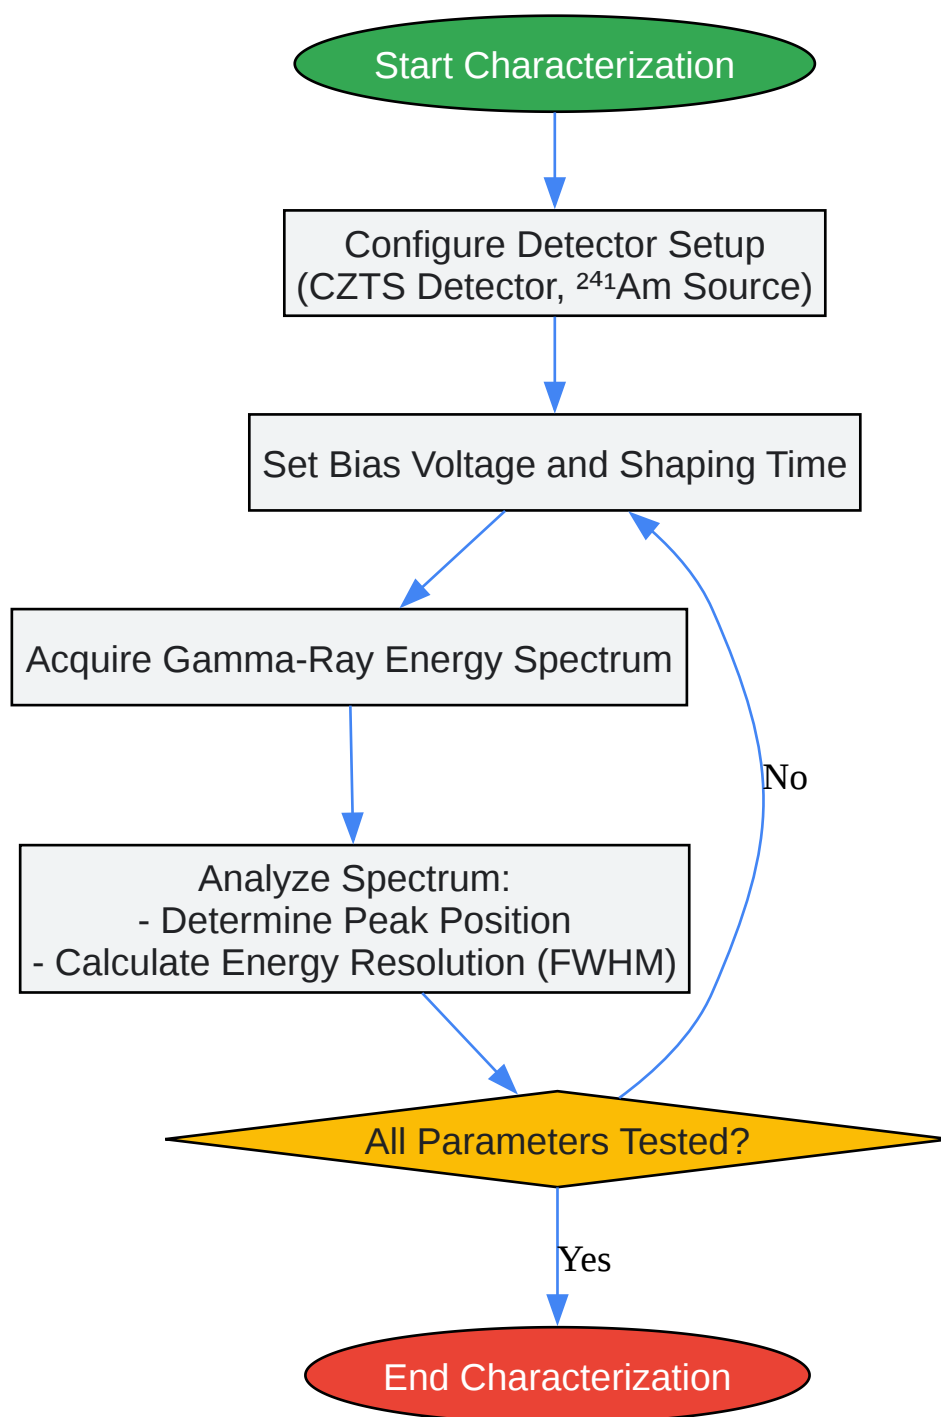 Start Characterization
Configure Detector Setup
(CZTS Detector, ²⁴¹Am Source)
Set Bias Voltage and Shaping Time
Acquire Gamma-Ray Energy Spectrum
No
Analyze Spectrum:
- Determine Peak Position
- Calculate Energy Resolution (FWHM)
All Parameters Tested?
Yes
End Characterization